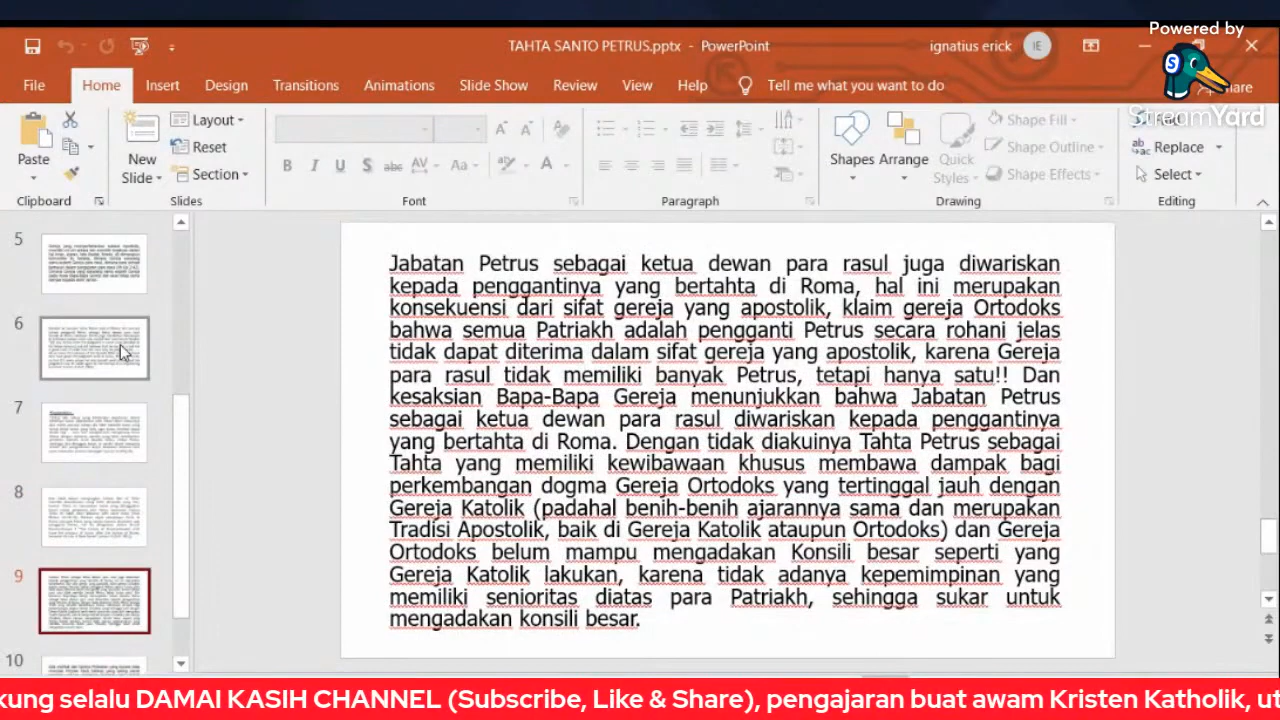 Powered by
StreamYard
TAHTA SANTO PETRUS.pptx - PowerPoint
ignatius erick
IE
File
Home
Insert
Design
Transitions
Animations
Slide Show
Review
View
Help
Tell me what you want to do
Paste
Clipboard
New
Slide
Layout
Reset
Section
Slides
B I U S abc AV Aa A
Font
Paragraph
Shapes
Arrange
Quick
Styles
Shape Fill
Shape Outline
Shape Effects
Drawing
Replace
Select
Editing
5
6
7
8
9
10
Jabatan Petrus sebagai ketua dewan para rasul juga diwariskan
kepada penggantinya yang bertahta di Roma, hal ini merupakan
konsekuensi dari sifat gereja yang apostolik, klaim gereja Ortodoks
bahwa semua Patriakh adalah pengganti Petrus secara rohani jelas
tidak dapat diterima dalam sifat gereja yang apostolik, karena Gereja
para rasul tidak memiliki banyak Petrus, tetapi hanya satu!! Dan
kesaksian Bapa-Bapa Gereja menunjukkan bahwa Jabatan Petrus
sebagai ketua dewan para rasul diwariskan kepada penggantinya
yang bertahta di Roma. Dengan tidak diakuinya Tahta Petrus sebagai
Tahta yang memiliki kewibawaan khusus membawa dampak bagi
perkembangan dogma Gereja Ortodoks yang tertinggal jauh dengan
Gereja Katolik (padahal benih-benih ajarannya sama dan merupakan
Tradisi Apostolik, baik di Gereja Katolik ataupun Ortodoks) dan Gereja
Ortodoks belum mampu mengadakan Konsili besar seperti yang
Gereja Katolik lakukan, karena tidak adanya kepemimpinan yang
memiliki senioritas diatas para Patriakh, sehingga sukar untuk
mengadakan konsili besar.
kung selalu DAMAI KASIH CHANNEL (Subscribe, Like & Share), pengajaran buat awam Kristen Katholik, ut